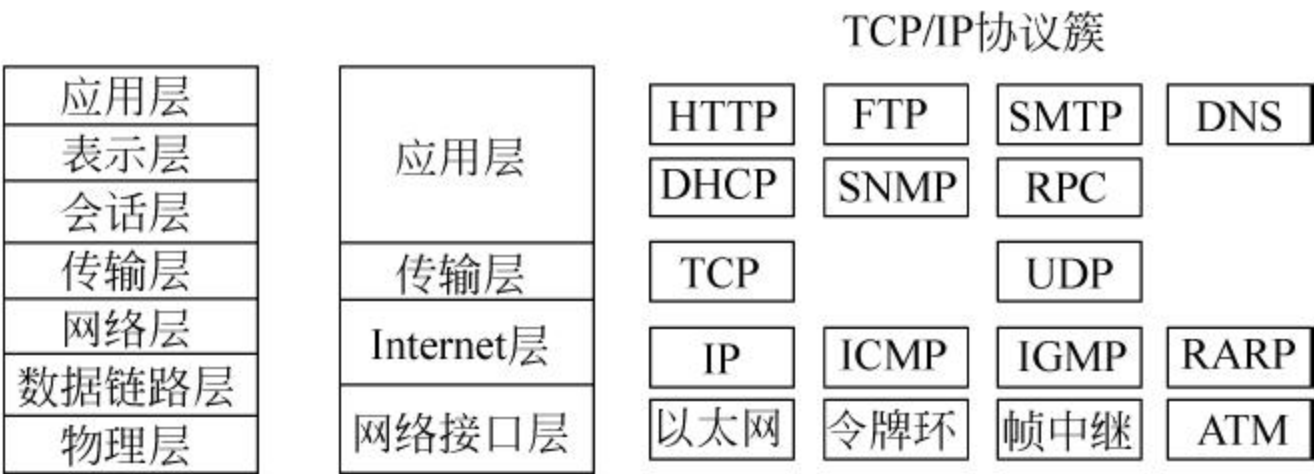 TCP/IP协议簇
应用层
表示层
会话层
传输层
网络层
数据链路层
物理层
应用层
传输层
Internet层
网络接口层
HTTP FTP SMTP DNS
DHCP SNMP RPC
TCP UDP
IP ICMP IGMP RARP
以太网 令牌环 帧中继 ATM